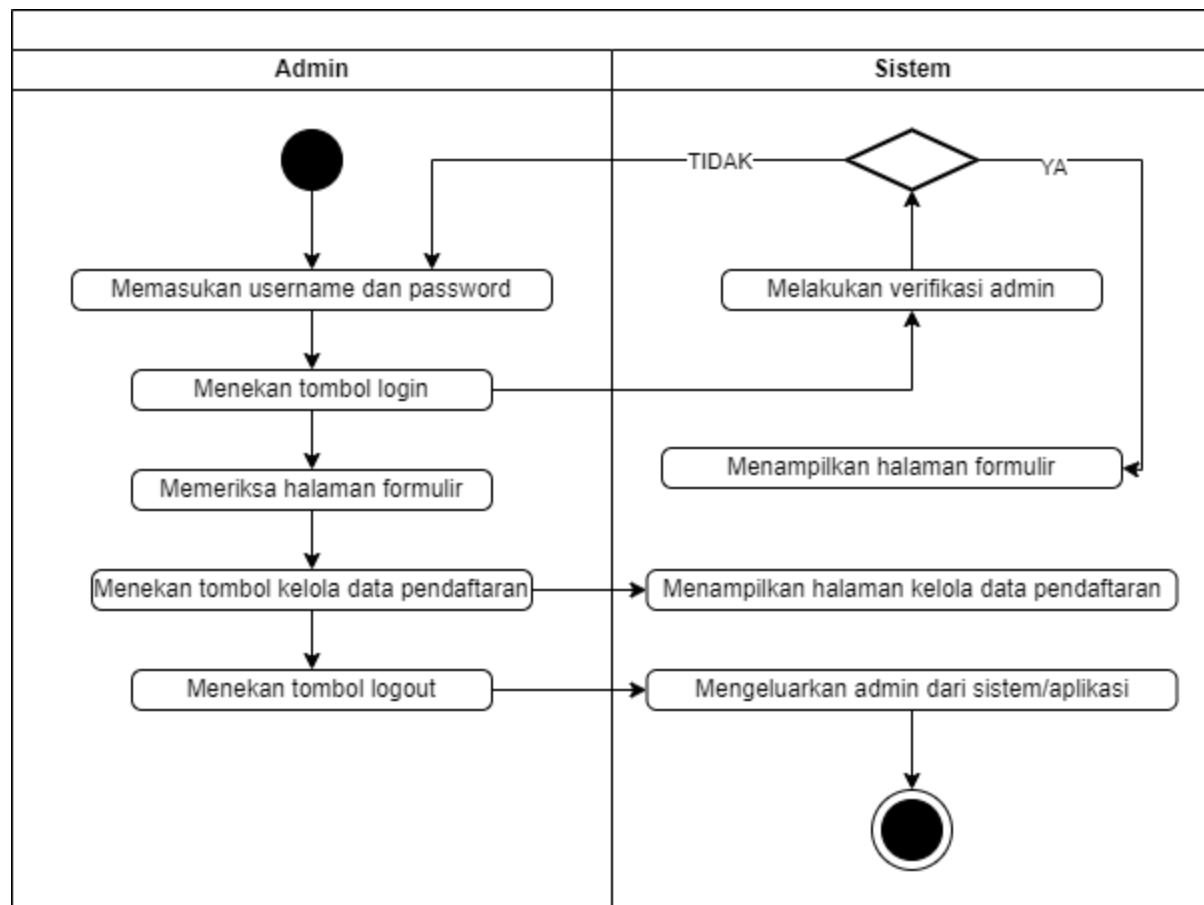 Admin
Sistem
TIDAK
YA
Memasukan username dan password
Melakukan verifikasi admin
Menekan tombol login
Menampilkan halaman formulir
Memeriksa halaman formulir
Menekan tombol kelola data pendaftaran
Menampilkan halaman kelola data pendaftaran
Menekan tombol logout
Mengeluarkan admin dari sistem/aplikasi